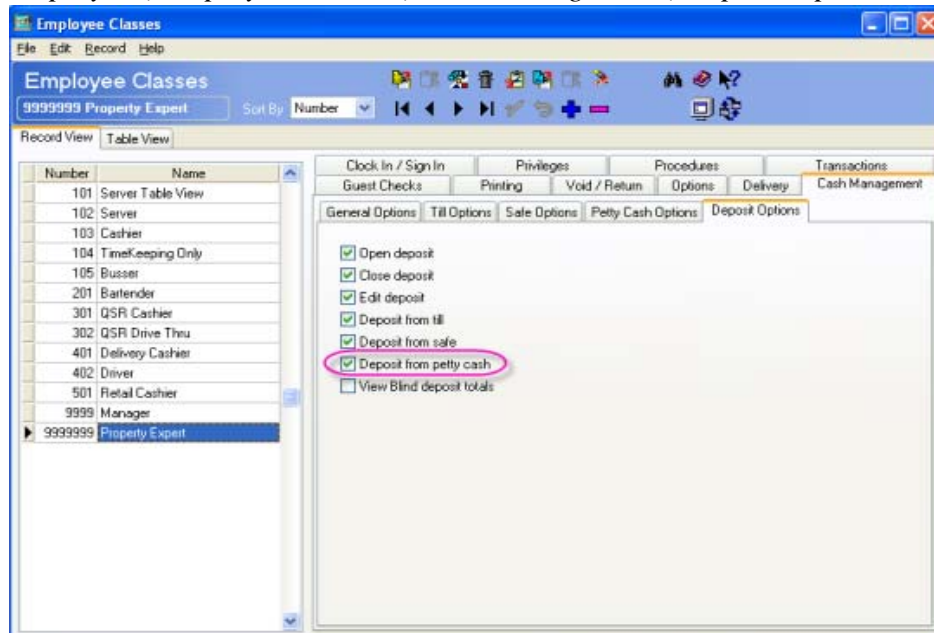 Employee Classes
File Edit Record Help
Employee Classes
9999999 Property Expert Sort By Number
Record View Table View
Number Name
101 Server Table View
102 Server
103 Cashier
104 TimeKeeping Only
105 Busser
201 Bartender
301 QSR Cashier
302 QSR Drive Thru
401 Delivery Cashier
402 Driver
501 Retail Cashier
9999 Manager
9999999 Property Expert
Clock In / Sign In Privileges Procedures Transactions
Guest Checks Printing Void / Return Options Delivery Cash Management
General Options Till Options Safe Options Petty Cash Options Deposit Options
Open deposit
Close deposit
Edit deposit
Deposit from till
Deposit from safe
Deposit from petty cash
View Blind deposit totals